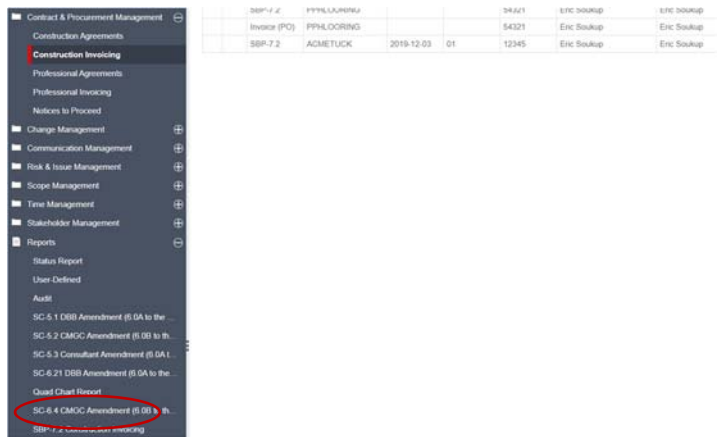 Contract & Procurement Management
Construction Agreements
Construction Invoicing
Professional Agreements
Professional Invoicing
Notices to Proceed
Change Management
Communication Management
Risk & Issue Management
Scope Management
Time Management
Stakeholder Management
Reports
Status Report
User-Defined
Audit
SC-5.1 DBB Amendment (6.0A to the ...
SC-5.2 CMGC Amendment (6.0B to th...
SC-5.3 Consultant Amendment (6.0A t...
SC-6.21 DBB Amendment (6.0A to the...
Quad Chart Report
SC-6.4 CMGC Amendment (6.0B to th...
SBP-7.2 Construction Invoicing
SBP-7.2 PPHLOORING 54321 Eric Soukup Eric Soukup
Invoice (PO) PPHLOORING 54321 Eric Soukup Eric Soukup
SBP-7.2 ACMETUCK 2019-12-03 01 12345 Eric Soukup Eric Soukup